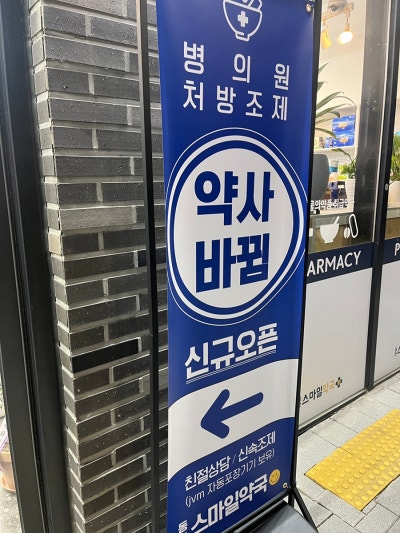 병의원
처방조제
약사
바뀜
신규오픈
친절상담 / 신속조제
(jvm 자동포장기기 보유)
스마일약국
ARMACY
P
스마일약국